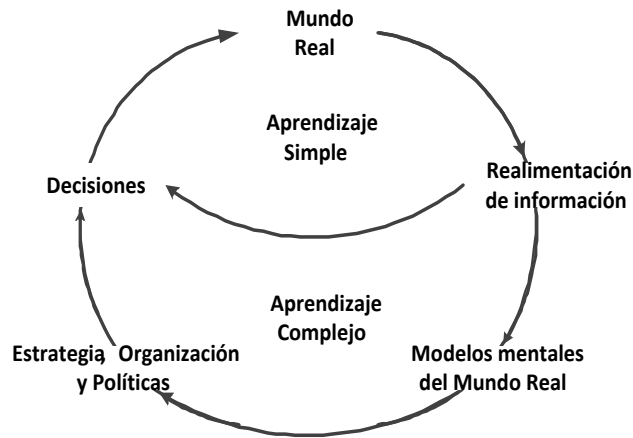 Mundo
Real
Aprendizaje
Simple
Decisiones
Realimentación
de información
Aprendizaje
Complejo
Estrategia, Organización
y Políticas
Modelos mentales
del Mundo Real